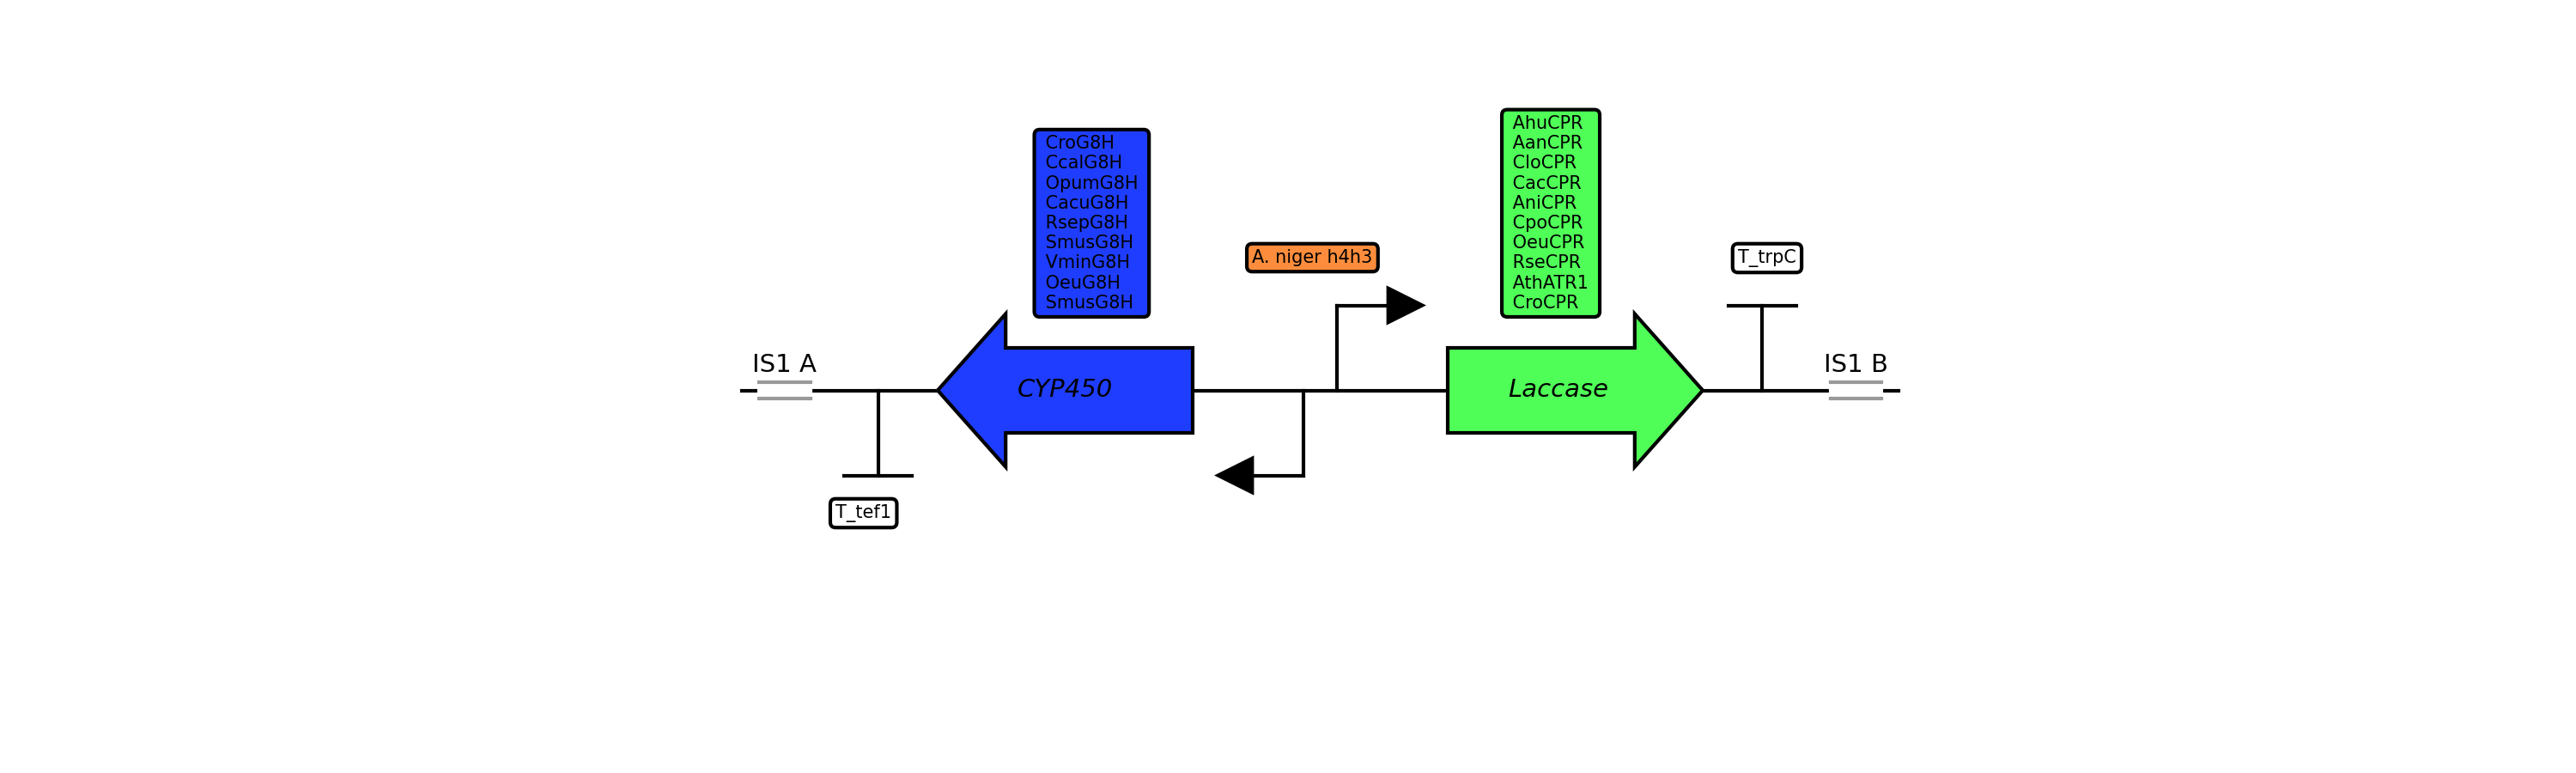 AhuCPR
AanCPR
CloCPR
CacCPR
AniCPR
CpoCPR
OeuCPR
RseCPR
AthATR1
CroCPR
CroG8H
CcalG8H
OpumG8H
CacuG8H
RsepG8H
SmusG8H
VminG8H
OeuG8H
SmusG8H
A. niger h4h3
T_trpC
IS1 A
IS1 B
CYP450
Laccase
T_tef1